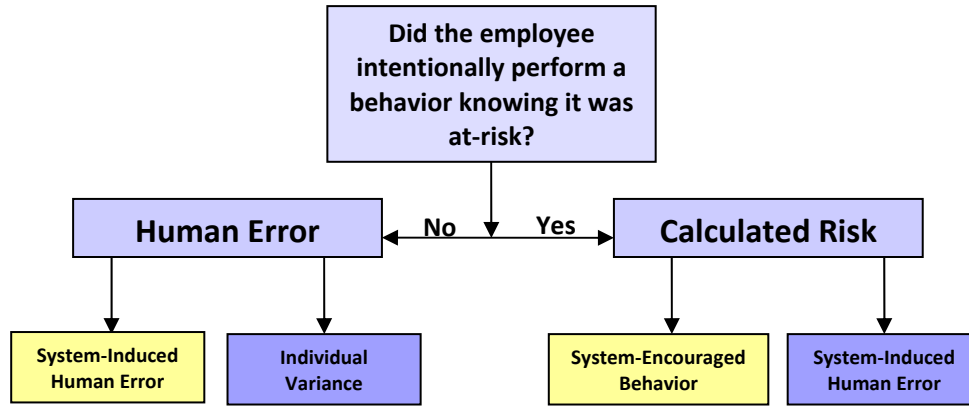 Did the employee
intentionally perform a
behavior knowing it was
at-risk?
Human Error
No
Yes
Calculated Risk
System-Induced
Human Error
Individual
Variance
System-Encouraged
Behavior
System-Induced
Human Error